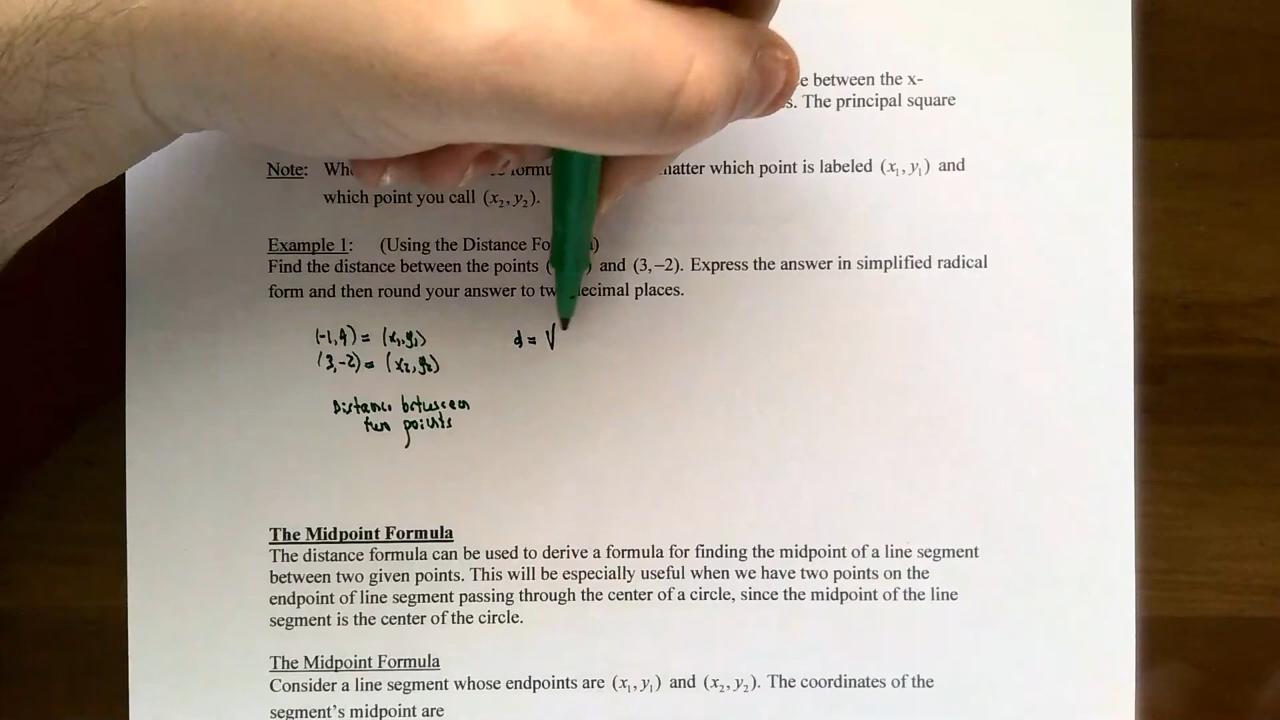 e between the x-
s. The principal square
Note: Wh formu matter which point is labeled (x₁, y₁) and
which point you call (x₂, y₂).
Example 1: (Using the Distance Fo )
Find the distance between the points ( ) and (3,−2). Express the answer in simplified radical
form and then round your answer to tw decimal places.
(-1,4) = (x₁,y₁)
(3,-2) = (x₂,y₂)
d = √
Distance between
two points
The Midpoint Formula
The distance formula can be used to derive a formula for finding the midpoint of a line segment
between two given points. This will be especially useful when we have two points on the
endpoint of line segment passing through the center of a circle, since the midpoint of the line
segment is the center of the circle.
The Midpoint Formula
Consider a line segment whose endpoints are (x₁, y₁) and (x₂, y₂). The coordinates of the
segment's midpoint are